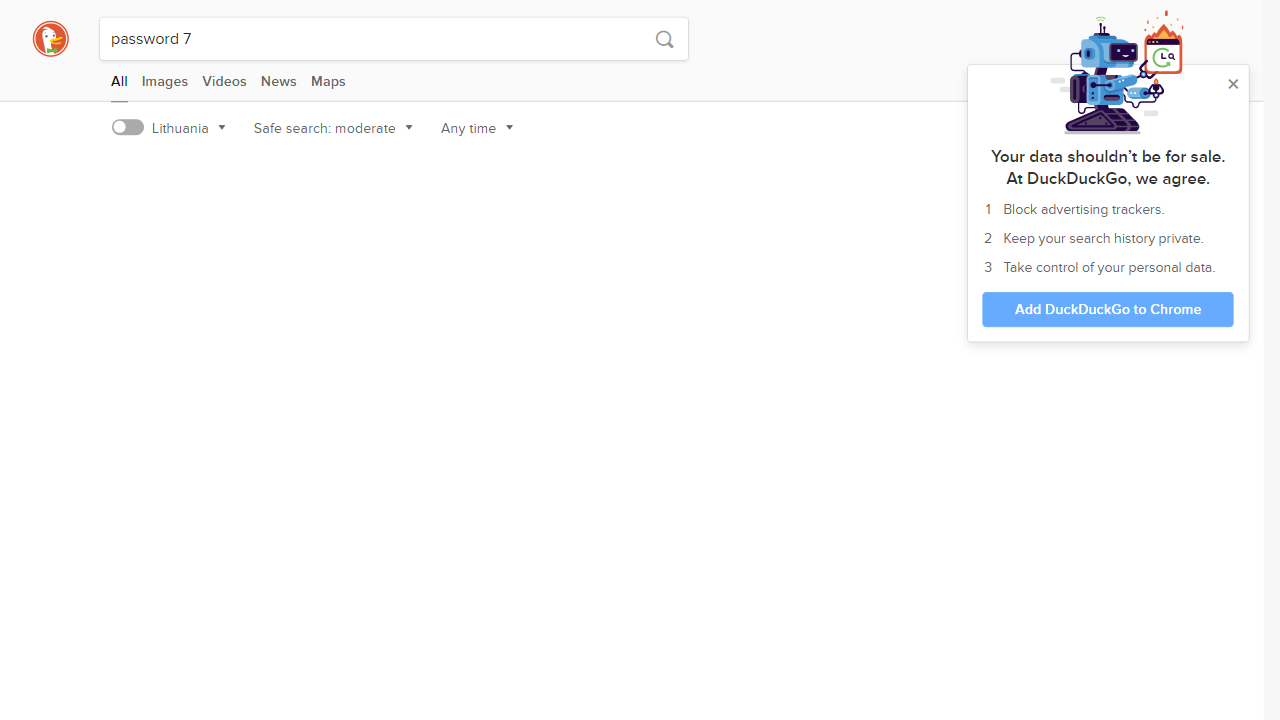 password 7
All Images Videos News Maps
Lithuania Safe search: moderate Any time
Your data shouldn't be for sale.
At DuckDuckGo, we agree.
1 Block advertising trackers.
2 Keep your search history private.
3 Take control of your personal data.
Add DuckDuckGo to Chrome